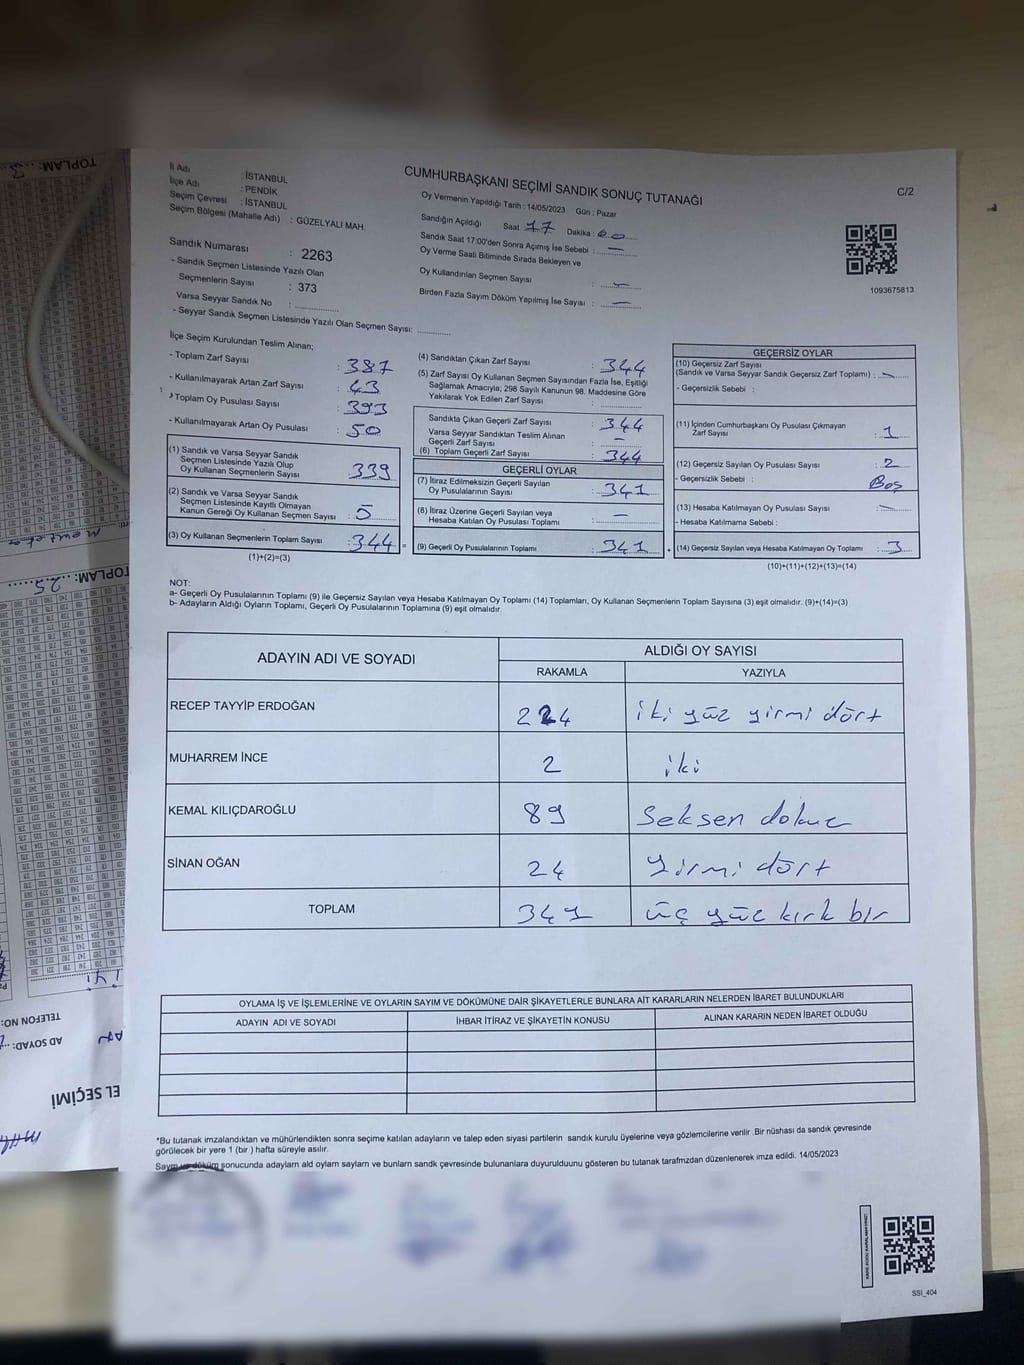 CUMHURBAŞKANI SEÇİMİ SANDIK SONUÇ TUTANAĞI
C/2
İl Adı : İSTANBUL
İlçe Adı : PENDİK
Seçim Çevresi : İSTANBUL
Seçim Bölgesi (Mahalle Adı) : GÜZELYALI MAH.
Sandık Numarası : 2263
- Sandık Seçmen Listesinde Yazılı Olan
Seçmenlerin Sayısı : 373
Varsa Seyyar Sandık No :
- Seyyar Sandık Seçmen Listesinde Yazılı Olan Seçmen Sayısı:
Oy Vermenin Yapıldığı Tarih : 14/05/2023 Gün : Pazar
Sandığın Açıldığı Saat 17 Dakika : 00
Sandık Saat 17:00'den Sonra Açımış İse Sebebi : —
Oy Verme Saati Bitiminde Sırada Bekleyen ve
Oy Kullandırılan Seçmen Sayısı : —
Birden Fazla Sayım Döküm Yapılmış İse Sayısı : —
1093675813
İlçe Seçim Kurulundan Teslim Alınan;
- Toplam Zarf Sayısı : 387
- Kullanılmayarak Artan Zarf Sayısı : 43
Toplam Oy Pusulası Sayısı : 393
- Kullanılmayarak Artan Oy Pusulası : 50
(1) Sandık ve Varsa Seyyar Sandık
Seçmen Listesinde Yazılı Olup
Oy Kullanan Seçmenlerin Sayısı : 339
(2) Sandık ve Varsa Seyyar Sandık
Seçmen Listesinde Kayıtlı Olmayan
Kanun Gereği Oy Kullanan Seçmen Sayısı : 5
(3) Oy Kullanan Seçmenlerin Toplam Sayısı : 344 =
(1)+(2)=(3)
(4) Sandıktan Çıkan Zarf Sayısı : 344
(5) Zarf Sayısı Oy Kullanan Seçmen Sayısından Fazla İse, Eşitliği
Sağlamak Amacıyla; 298 Sayılı Kanunun 98. Maddesine Göre
Yakılarak Yok Edilen Zarf Sayısı :
Sandıkta Çıkan Geçerli Zarf Sayısı : 344
Varsa Seyyar Sandıktan Teslim Alınan
Geçerli Zarf Sayısı : —
(6) Toplam Geçerli Zarf Sayısı : 344
GEÇERLİ OYLAR
(7) İtiraz Edilmeksizin Geçerli Sayılan
Oy Pusulalarının Sayısı : 341
(8) İtiraz Üzerine Geçerli Sayılan veya
Hesaba Katılan Oy Pusulası Toplamı : —
(9) Geçerli Oy Pusulalarının Toplamı : 341 +
GEÇERSİZ OYLAR
(10) Geçersiz Zarf Sayısı
(Sandık ve Varsa Seyyar Sandık Geçersiz Zarf Toplamı) : —
- Geçersizlik Sebebi :
(11) İçinden Cumhurbaşkanı Oy Pusulası Çıkmayan
Zarf Sayısı : 1
(12) Geçersiz Sayılan Oy Pusulası Sayısı : 2
- Geçersizlik Sebebi : Boş
(13) Hesaba Katılmayan Oy Pusulası Sayısı : —
- Hesaba Katılmama Sebebi :
(14) Geçersiz Sayılan veya Hesaba Katılmayan Oy Toplamı : 3
(10)+(11)+(12)+(13)=(14)
NOT:
a- Geçerli Oy Pusulalarının Toplamı (9) ile Geçersiz Sayılan veya Hesaba Katılmayan Oy Toplamı (14) Toplamları, Oy Kullanan Seçmenlerin Toplam Sayısına (3) eşit olmalıdır. (9)+(14)=(3)
b- Adayların Aldığı Oyların Toplamı, Geçerli Oy Pusulalarının Toplamına (9) eşit olmalıdır.
ADAYIN ADI VE SOYADI
ALDIĞI OY SAYISI
RAKAMLA YAZIYLA
RECEP TAYYİP ERDOĞAN 224 iki yüz yirmi dört
MUHARREM İNCE 2 iki
KEMAL KILIÇDAROĞLU 89 Seksen dokuz
SİNAN OĞAN 24 Yirmi dört
TOPLAM 341 üç yüz kırk bir
OYLAMA İŞ VE İŞLEMLERİNE VE OYLARIN SAYIM VE DÖKÜMÜNE DAİR ŞİKAYETLERLE BUNLARA AİT KARARLARIN NELERDEN İBARET BULUNDUKLARI
ADAYIN ADI VE SOYADI İHBAR İTİRAZ VE ŞİKAYETİN KONUSU ALINAN KARARIN NEDEN İBARET OLDUĞU
*Bu tutanak imzalandıktan ve mühürlendikten sonra seçime katılan adayların ve talep eden siyasi partilerin sandık kurulu üyelerine veya gözlemcilerine verilir .Bir nüshası da sandık çevresinde
görülecek bir yere 1 (bir ) hafta süreyle asılır.
Sayım ve döküm sonucunda adayların ald oyların saylarn ve bunların sandk çevresinde bulunanlara duyurulduunu gösteren bu tutanak tarafmzdan düzenlenerek imza edildi. 14/05/2023
SSI_404
TOPLAM: 3
TOPLAM: 25
TELEFON NO:
AD SOYAD:
EL SEÇİMİ